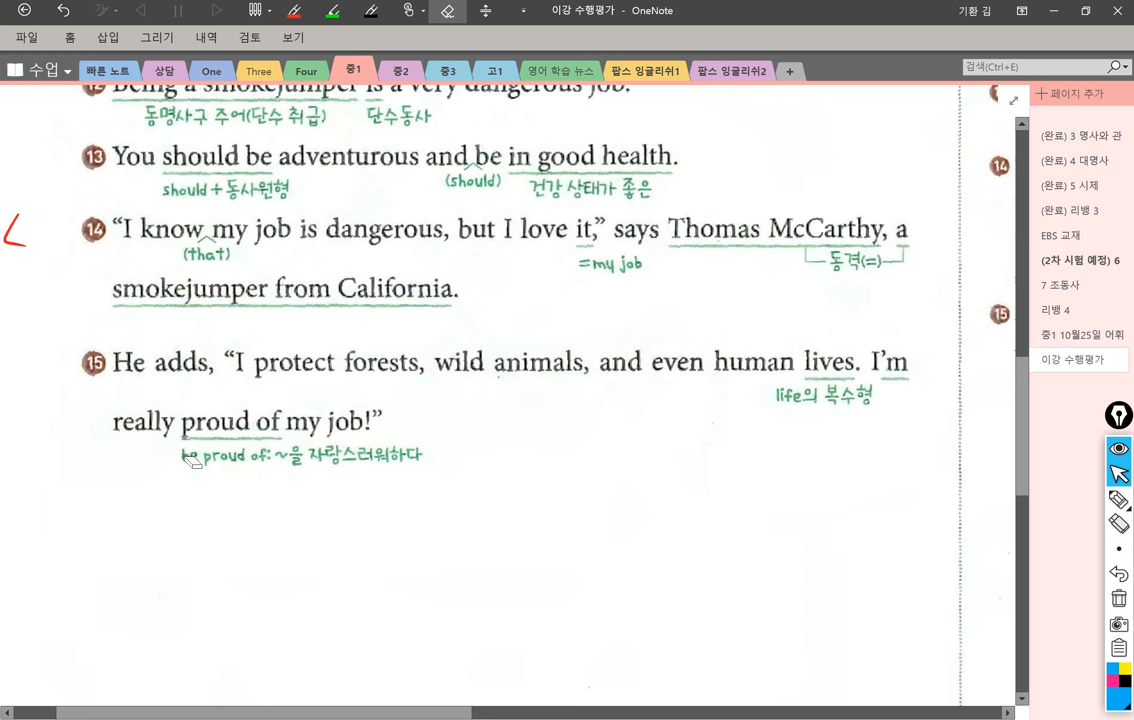 이강 수행평가 - OneNote
기환 김
파일 홈 삽입 그리기 내역 검토 보기
수업 빠른 노트 상담 One Three Four 중1 중2 중3 고1 영어 학습 뉴스 팝스 잉글리쉬1 팝스 잉글리쉬2 +
검색(Ctrl+E)
페이지 추가
(완료) 3 명사와 관
(완료) 4 대명사
(완료) 5 시제
(완료) 리뱅 3
EBS 교재
(2차 시험 예정) 6
7 조동사
리뱅 4
중1 10월25일 어휘
이강 수행평가
12 Being a smokejumper is a very dangerous job.
동명사구 주어(단수 취급) 단수동사
13 You should be adventurous and be in good health.
should + 동사원형 (should) 건강 상태가 좋은
14 “I know my job is dangerous, but I love it,” says Thomas McCarthy, a
(that) =my job 동격(=)
smokejumper from California.
15 He adds, “I protect forests, wild animals, and even human lives. I’m
life의 복수형
really proud of my job!”
be proud of: ~을 자랑스러워하다
14
15